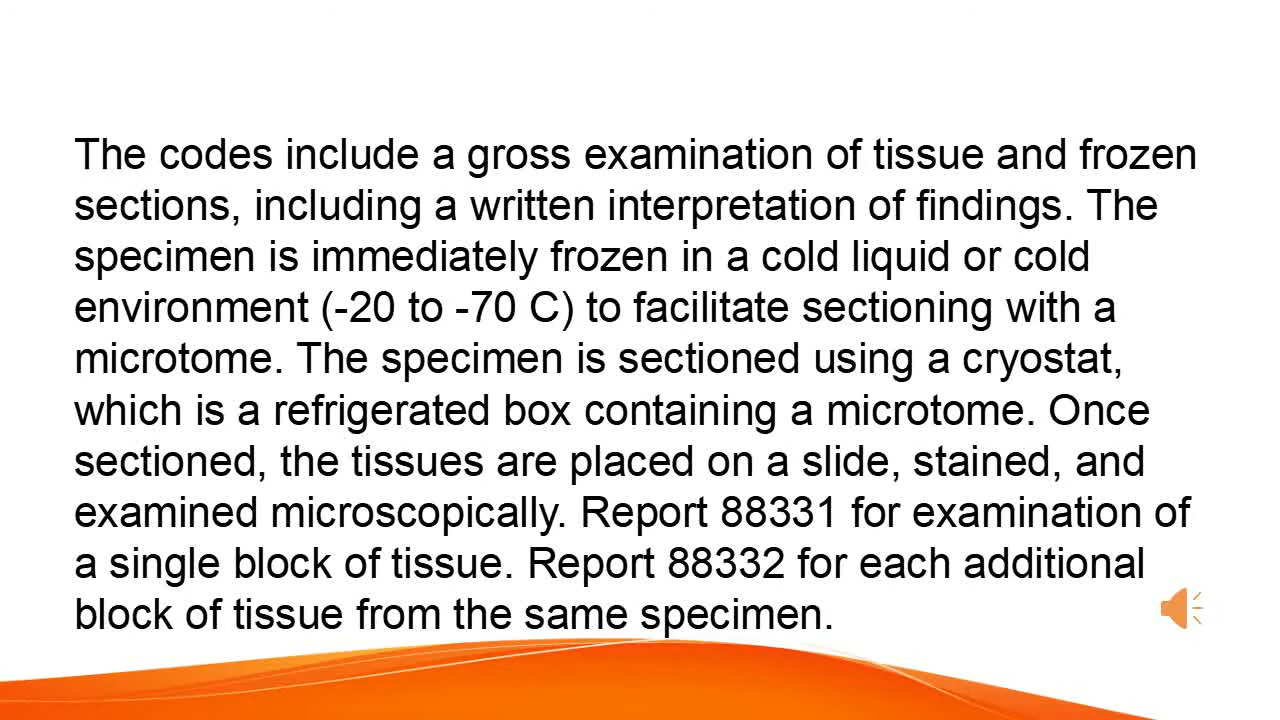 The codes include a gross examination of tissue and frozen
sections, including a written interpretation of findings. The
specimen is immediately frozen in a cold liquid or cold
environment (-20 to -70 C) to facilitate sectioning with a
microtome. The specimen is sectioned using a cryostat,
which is a refrigerated box containing a microtome. Once
sectioned, the tissues are placed on a slide, stained, and
examined microscopically. Report 88331 for examination of
a single block of tissue. Report 88332 for each additional
block of tissue from the same specimen.